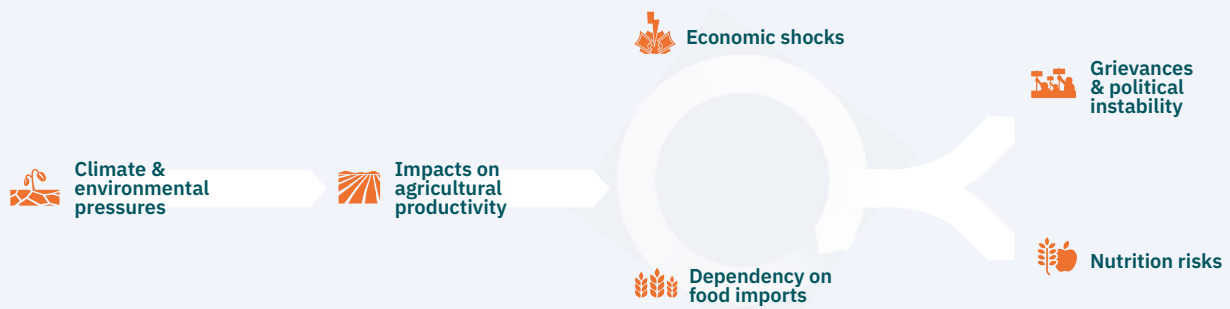 Climate &
environmental
pressures
Impacts on
agricultural
productivity
Economic shocks
Dependency on
food imports
Grievances
& political
instability
Nutrition risks